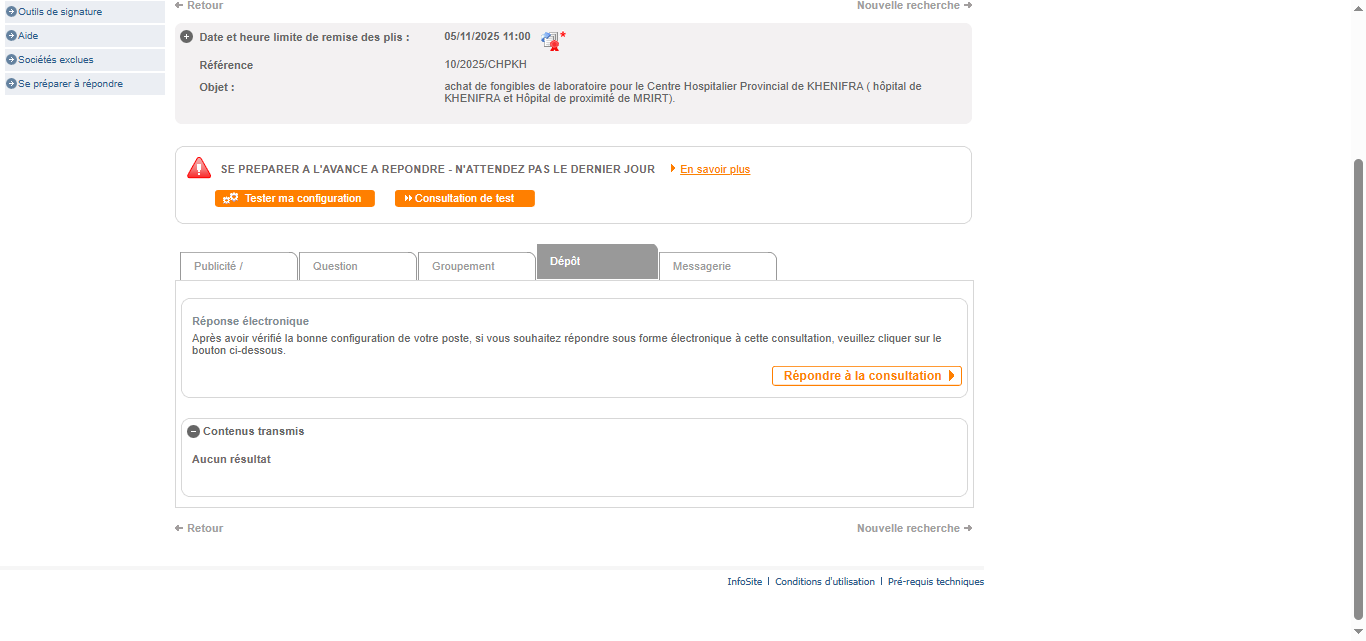 Outils de signature
Aide
Sociétés exclues
Se préparer à répondre
Retour
Nouvelle recherche
Date et heure limite de remise des plis :
05/11/2025 11:00
*
Référence
10/2025/CHPKH
Objet :
achat de fongibles de laboratoire pour le Centre Hospitalier Provincial de KHENIFRA ( hôpital de
KHENIFRA et Hôpital de proximité de MRIRT).
SE PREPARER A L'AVANCE A REPONDRE - N'ATTENDEZ PAS LE DERNIER JOUR
En savoir plus
Tester ma configuration
Consultation de test
Publicité /
Question
Groupement
Dépôt
Messagerie
Réponse électronique
Après avoir vérifié la bonne configuration de votre poste, si vous souhaitez répondre sous forme électronique à cette consultation, veuillez cliquer sur le
bouton ci-dessous.
Répondre à la consultation
Contenus transmis
Aucun résultat
Retour
Nouvelle recherche
InfoSite | Conditions d'utilisation | Pré-requis techniques